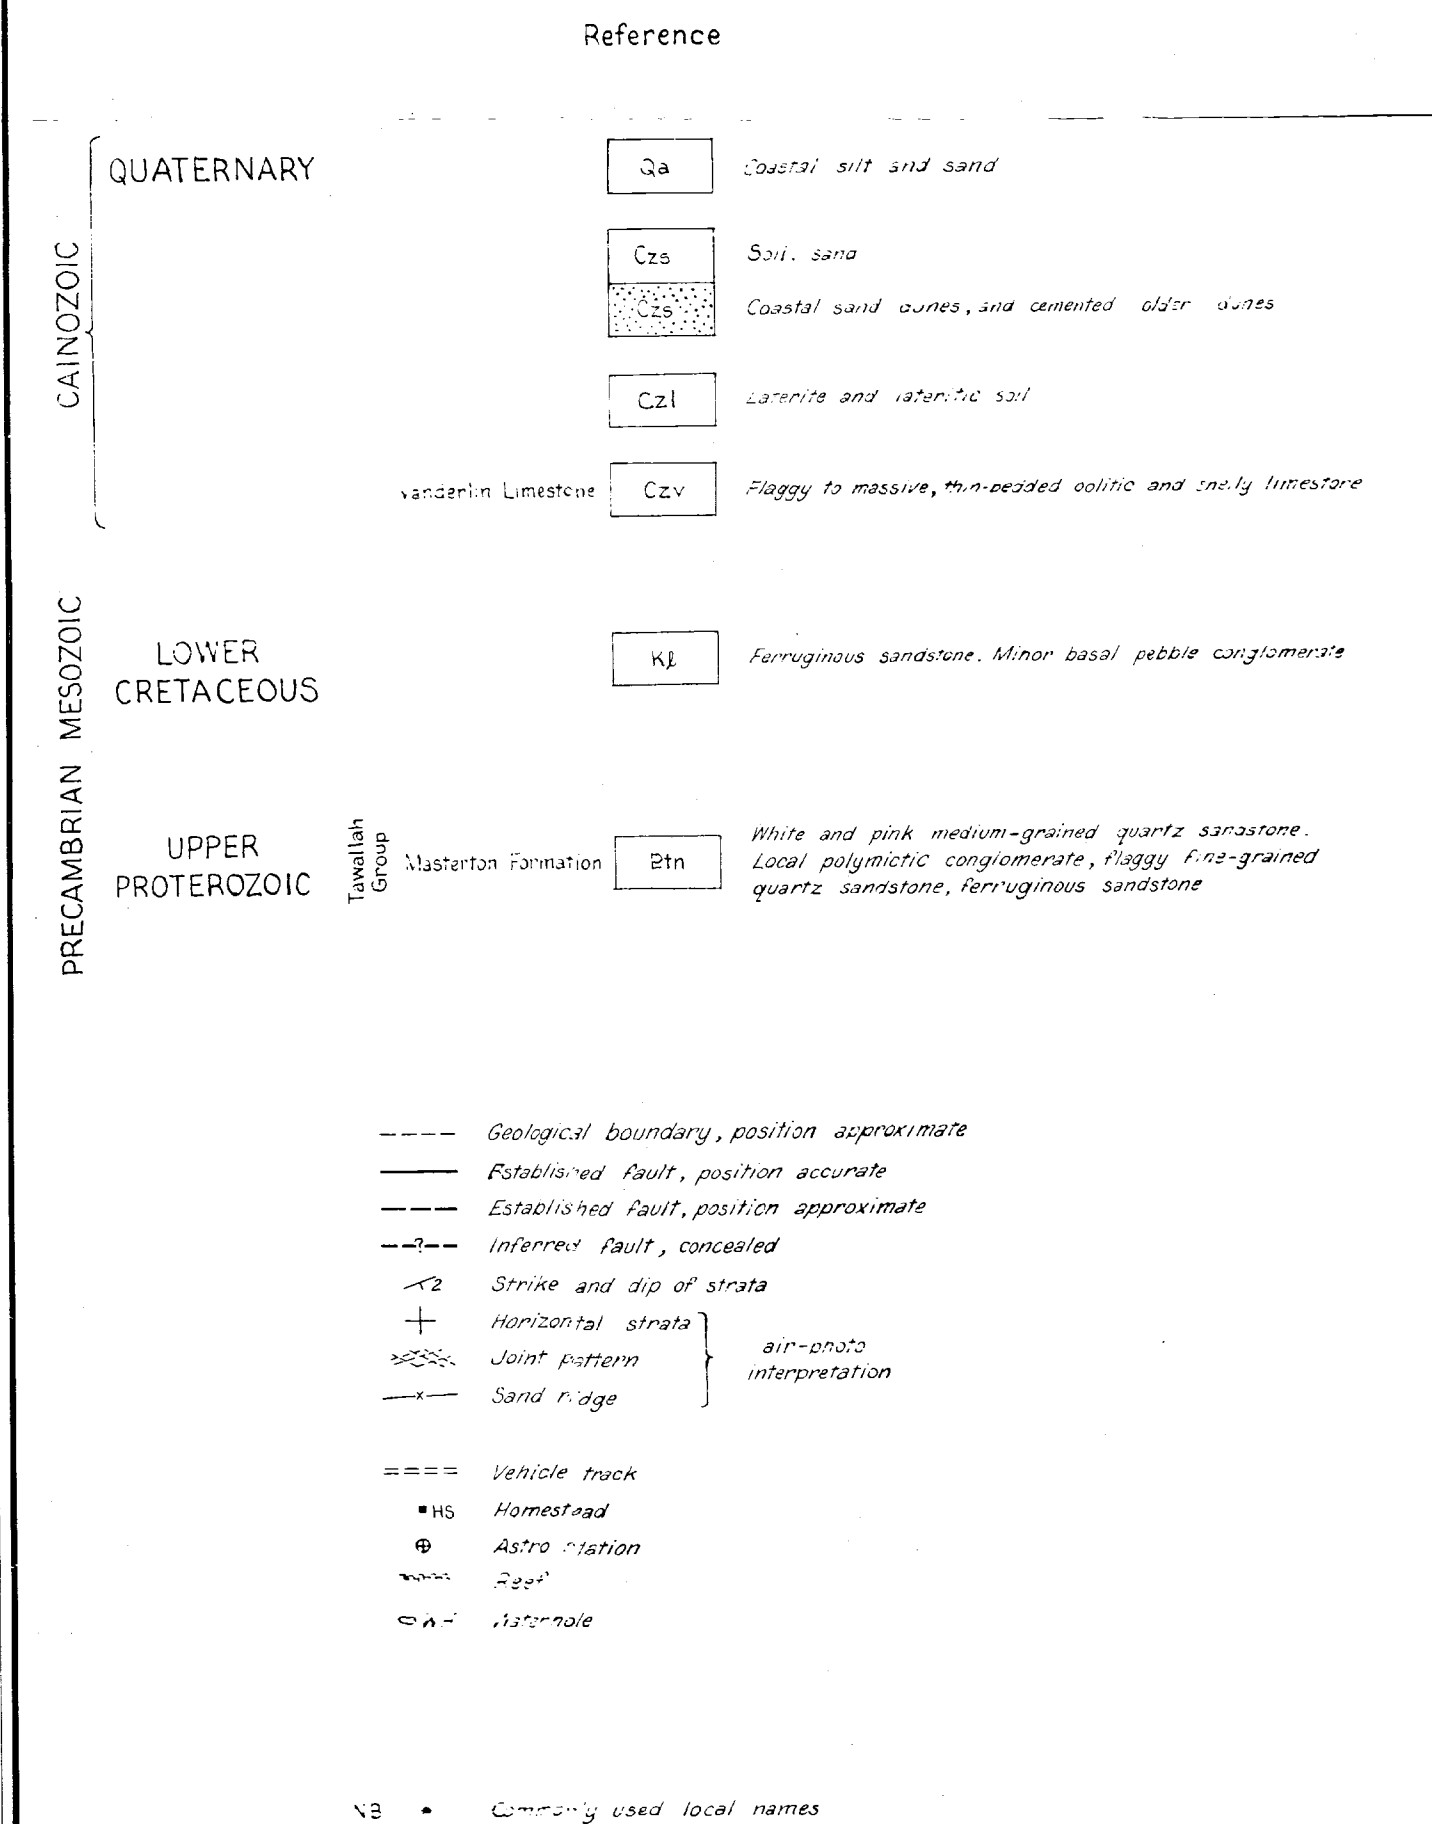 Reference
CAINOZOIC
QUATERNARY
Qa
Coastal silt and sand
Czs
Soil, sand
Czs
Coastal sand dunes, and cemented older dunes
Czl
Laterite and lateritic soil
Vanderlin Limestone
Czv
Flaggy to massive, thin-bedded oolitic and shelly limestone
MESOZOIC
LOWER
CRETACEOUS
Kl
Ferruginous sandstone. Minor basal pebble conglomerate
PRECAMBRIAN
UPPER
PROTEROZOIC
Tawallah
Group
Masterton Formation
Ptn
White and pink medium-grained quartz sandstone.
Local polymictic conglomerate, flaggy fine-grained
quartz sandstone, ferruginous sandstone
Geological boundary, position approximate
Established fault, position accurate
Established fault, position approximate
? Inferred fault, concealed
2 Strike and dip of strata
Horizontal strata
Joint pattern
air-photo
interpretation
Sand ridge
Vehicle track
HS Homestead
Astro station
Reef
Waterhole
NB Commonly used local names